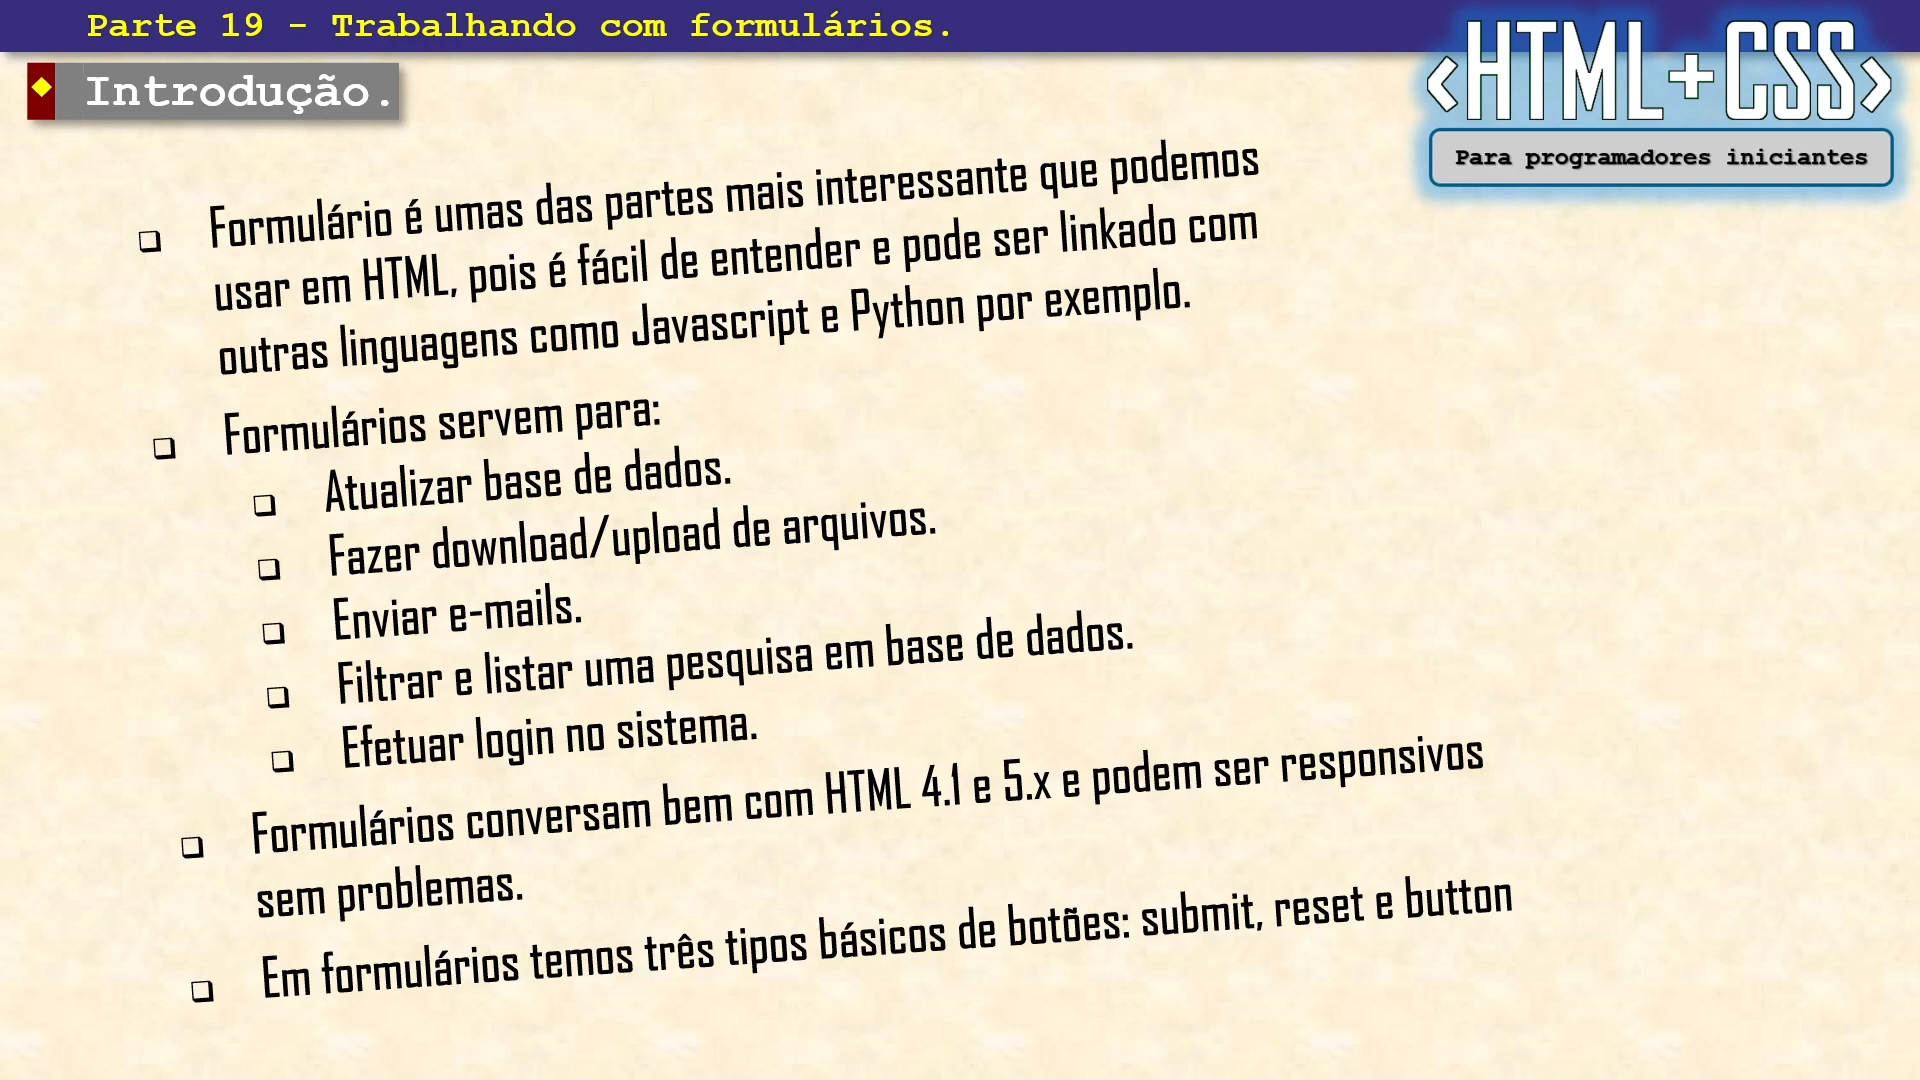 Parte 19 - Trabalhando com formulários.
Introdução.
<HTML+CSS>
Para programadores iniciantes
Formulário é umas das partes mais interessante que podemos
usar em HTML, pois é fácil de entender e pode ser linkado com
outras linguagens como Javascript e Python por exemplo.
Formulários servem para:
Atualizar base de dados.
Fazer download/upload de arquivos.
Enviar e-mails.
Filtrar e listar uma pesquisa em base de dados.
Efetuar login no sistema.
Formulários conversam bem com HTML 4.1 e 5.x e podem ser responsivos
sem problemas.
Em formulários temos três tipos básicos de botões: submit, reset e button